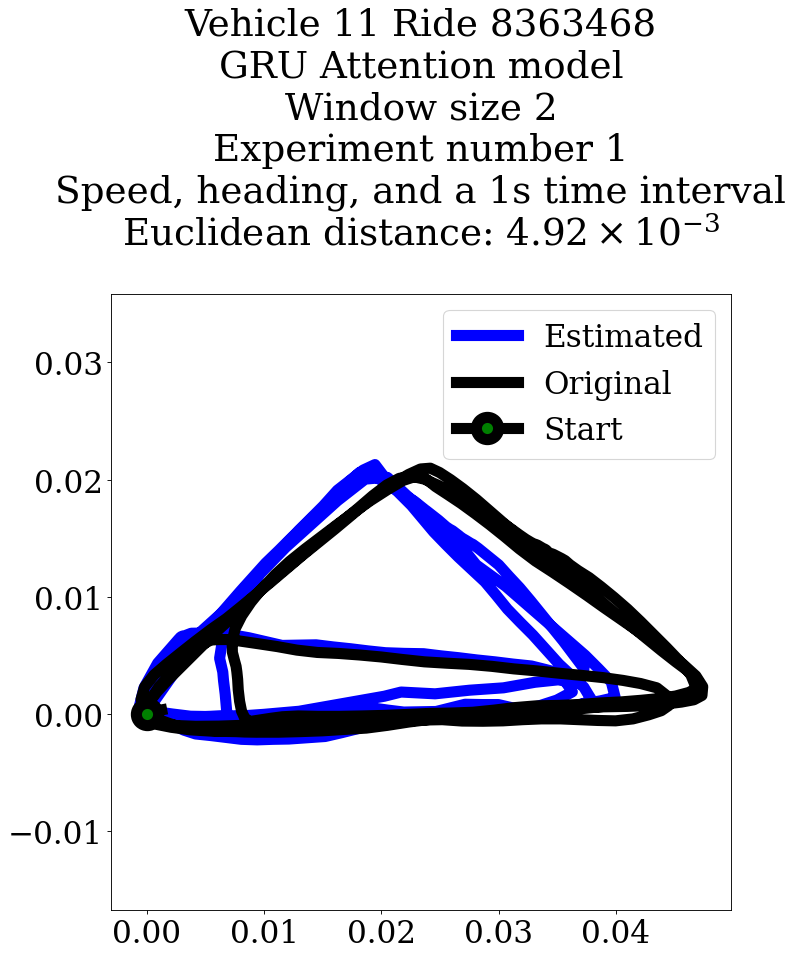 Vehicle 11 Ride 8363468
GRU Attention model
Window size 2
Experiment number 1
Speed, heading, and a 1s time interval
Euclidean distance: 4.92 × 10⁻³
Estimated
Original
Start
0.03
0.02
0.01
0.00
−0.01
0.00 0.01 0.02 0.03 0.04